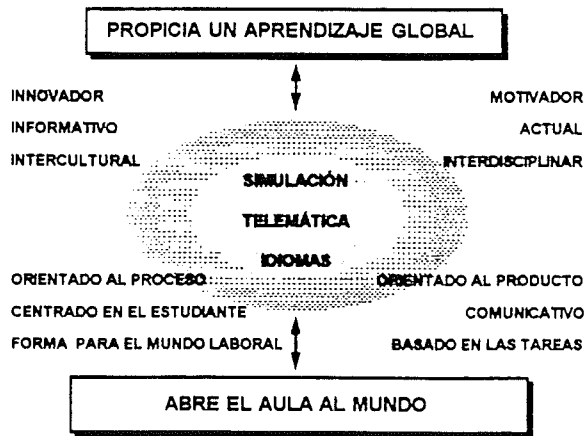 PROPICIA UN APRENDIZAJE GLOBAL
INNOVADOR
MOTIVADOR
INFORMATIVO
ACTUAL
INTERCULTURAL
INTERDISCIPLINAR
SIMULACIÓN
TELEMÁTICA
IDIOMAS
ORIENTADO AL PROCESO
ORIENTADO AL PRODUCTO
CENTRADO EN EL ESTUDIANTE
COMUNICATIVO
FORMA PARA EL MUNDO LABORAL
BASADO EN LAS TAREAS
ABRE EL AULA AL MUNDO